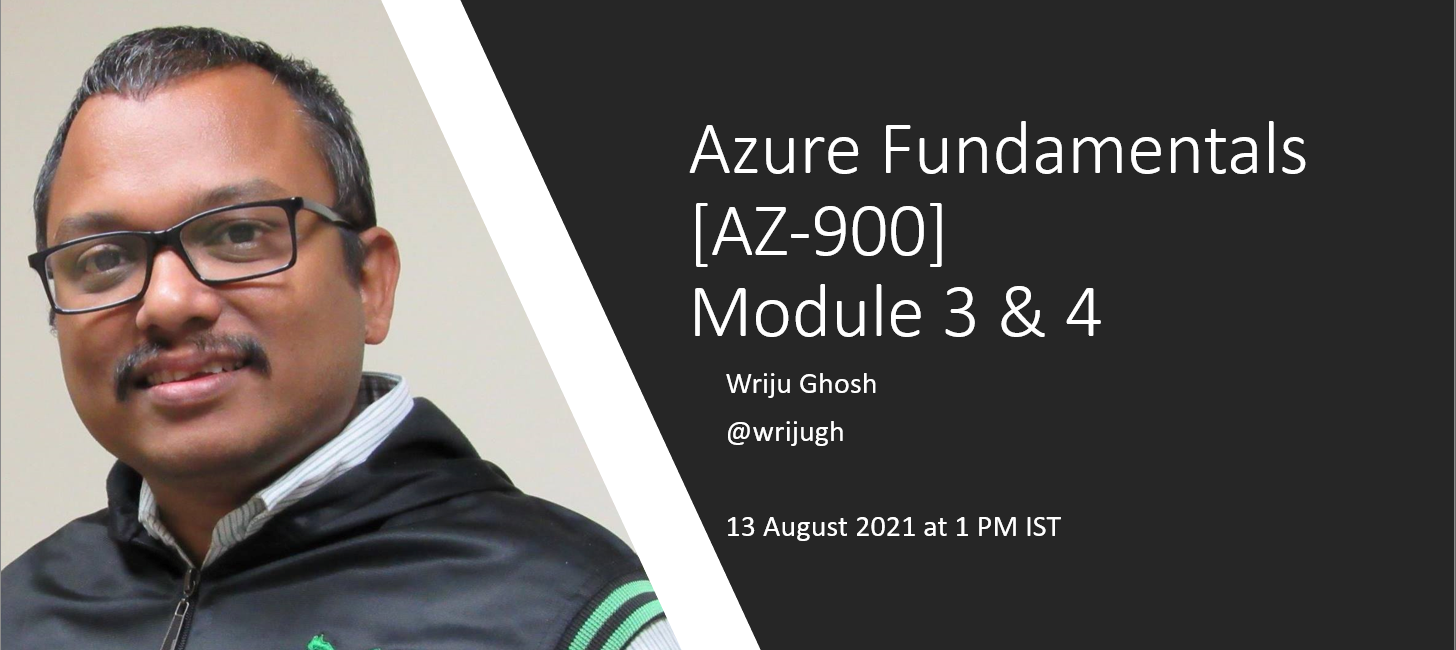 Azure Fundamentals
[AZ-900]
Module 3 & 4
Wriju Ghosh
@wrijugh
13 August 2021 at 1 PM IST